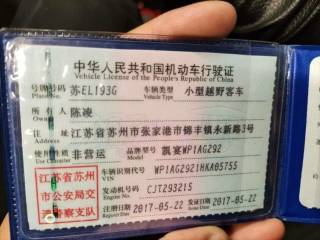 中华人民共和国机动车行驶证
Vehicle License of the People's Republic of China
号牌号码 苏EL193G 车辆类型 小型越野客车
Plate No. Vehicle Type
所有人 陈凌
Owner
住址 江苏省苏州市张家港市锦丰镇永新路3号
Address
使用性质 非营运 品牌型号 凯宴WP1AG292
Use Character Model
江苏省苏州市公安局交通警察支队
车辆识别代号 WP1AG2921HKA05755
VIN
发动机号码 CJT293215
Engine No.
注册日期 2017-05-22 发证日期 2017-05-22
Register Date Issue Date